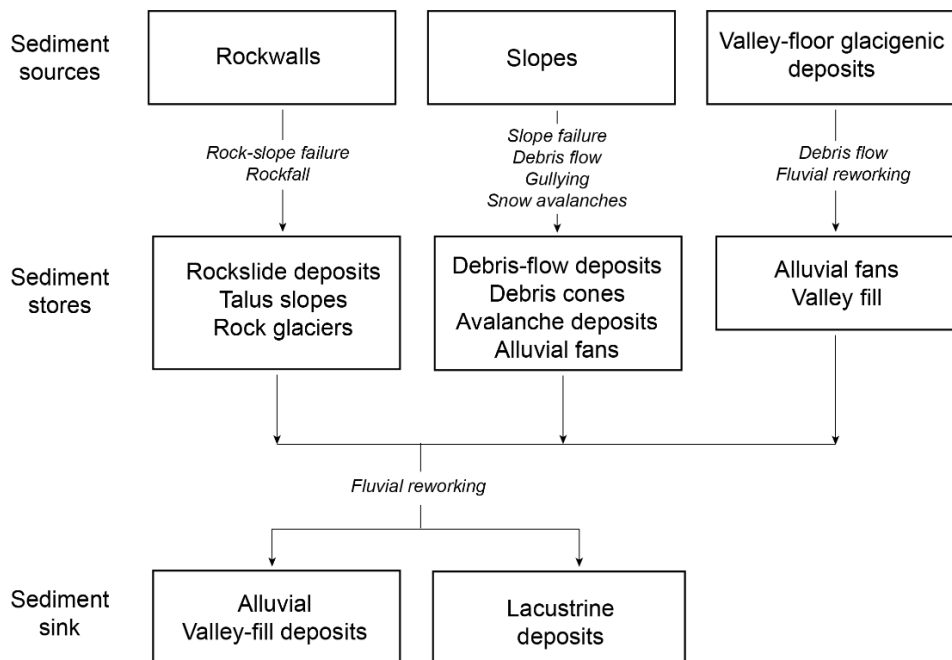 Sediment
sources
Rockwalls
Slopes
Valley-floor glacigenic
deposits
Rock-slope failure
Rockfall
Slope failure
Debris flow
Gullying
Snow avalanches
Debris flow
Fluvial reworking
Sediment
stores
Rockslide deposits
Talus slopes
Rock glaciers
Debris-flow deposits
Debris cones
Avalanche deposits
Alluvial fans
Alluvial fans
Valley fill
Fluvial reworking
Sediment
sink
Alluvial
Valley-fill deposits
Lacustrine
deposits